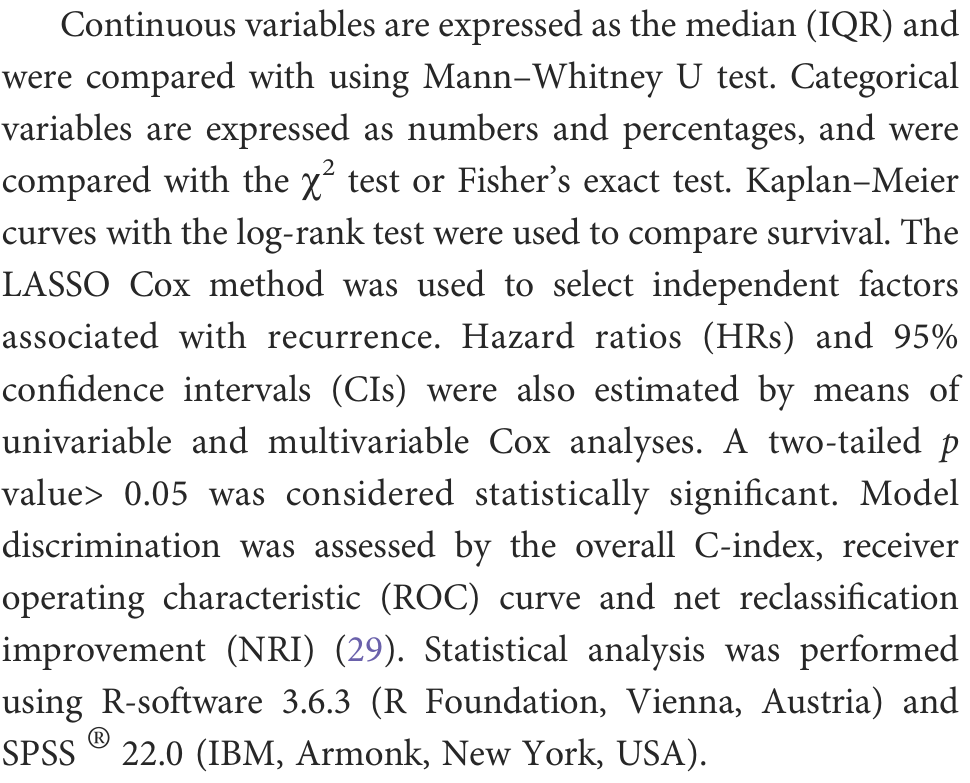 Continuous variables are expressed as the median (IQR) and
were compared with using Mann–Whitney U test. Categorical
variables are expressed as numbers and percentages, and were
compared with the χ² test or Fisher’s exact test. Kaplan–Meier
curves with the log-rank test were used to compare survival. The
LASSO Cox method was used to select independent factors
associated with recurrence. Hazard ratios (HRs) and 95%
confidence intervals (CIs) were also estimated by means of
univariable and multivariable Cox analyses. A two-tailed p
value> 0.05 was considered statistically significant. Model
discrimination was assessed by the overall C-index, receiver
operating characteristic (ROC) curve and net reclassification
improvement (NRI) (29). Statistical analysis was performed
using R-software 3.6.3 (R Foundation, Vienna, Austria) and
SPSS ® 22.0 (IBM, Armonk, New York, USA).